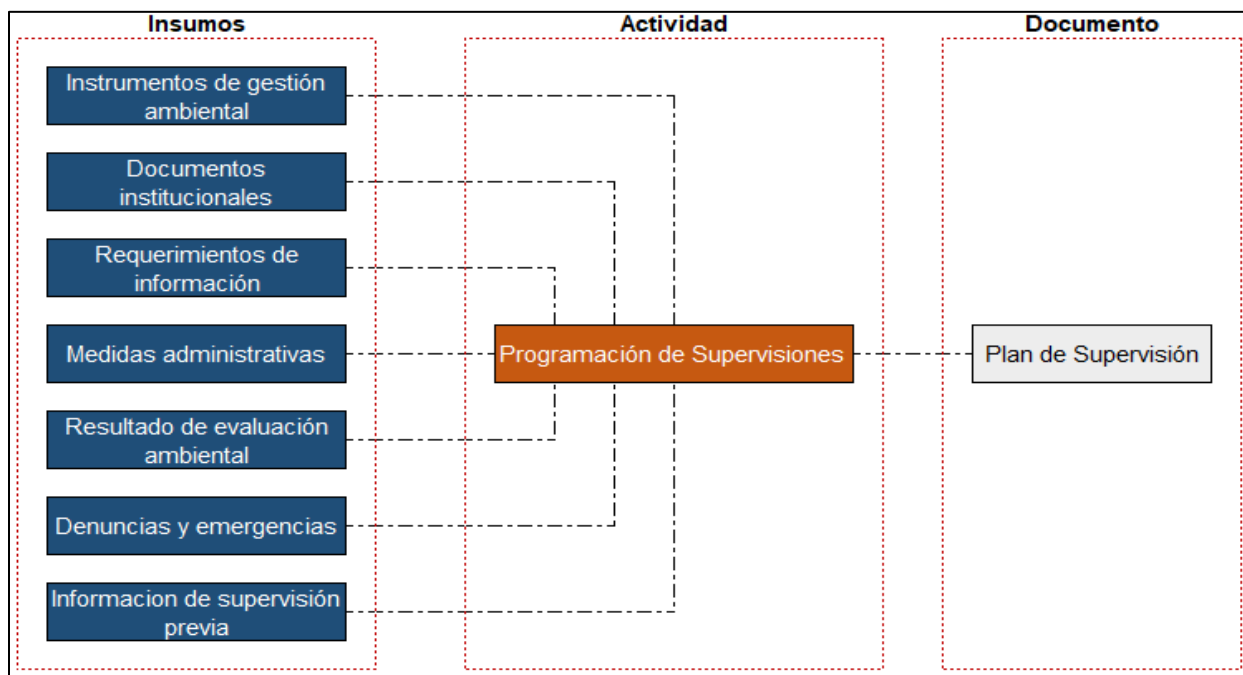 Insumos
Actividad
Documento
Instrumentos de gestión
ambiental
Documentos
institucionales
Requerimientos de
información
Medidas administrativas
Resultado de evaluación
ambiental
Denuncias y emergencias
Informacion de supervisión
previa
Programación de Supervisiones
Plan de Supervisión